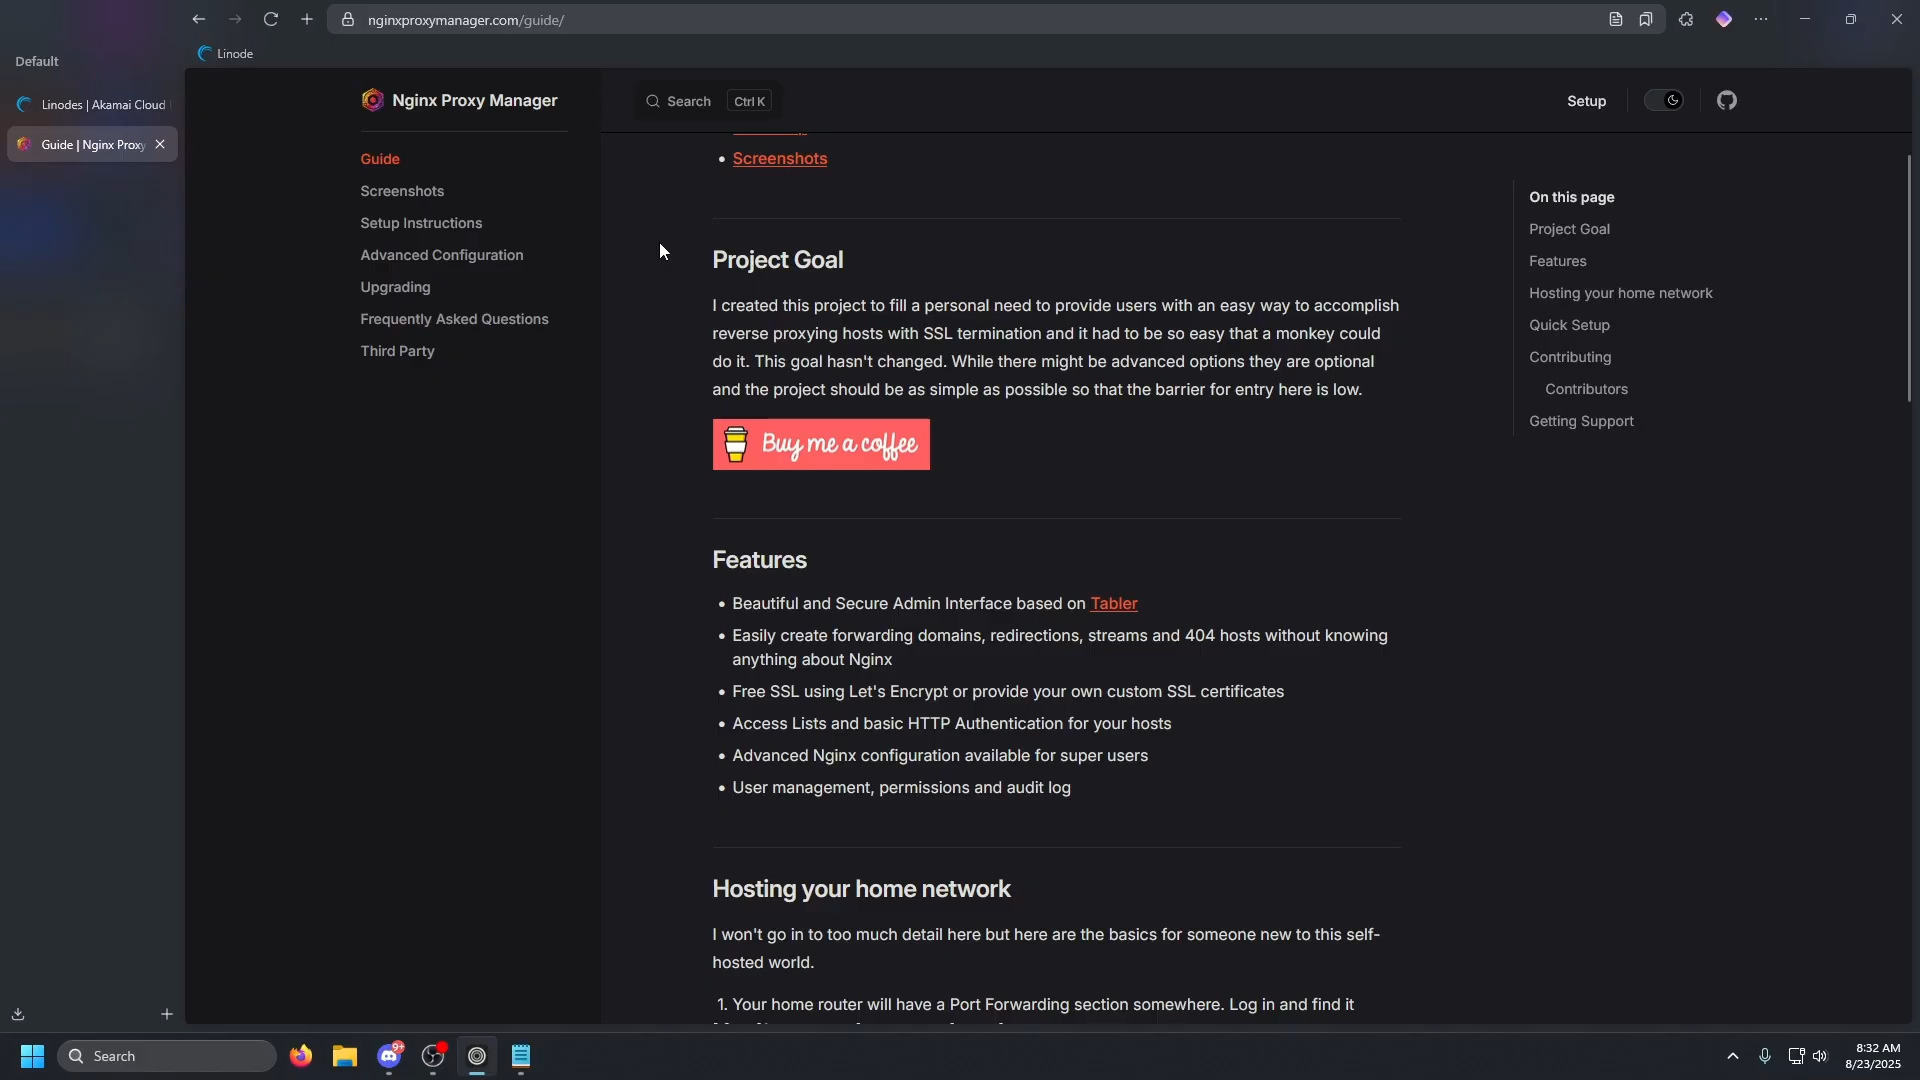 nginxproxymanager.com/guide/
Linode
Default
Linodes | Akamai Cloud
Guide | Nginx Proxy
Nginx Proxy Manager
Search
Ctrl K
Setup
Guide
Screenshots
Setup Instructions
Advanced Configuration
Upgrading
Frequently Asked Questions
Third Party
• Screenshots
Project Goal
I created this project to fill a personal need to provide users with an easy way to accomplish
reverse proxying hosts with SSL termination and it had to be so easy that a monkey could
do it. This goal hasn't changed. While there might be advanced options they are optional
and the project should be as simple as possible so that the barrier for entry here is low.
Buy me a coffee
Features
• Beautiful and Secure Admin Interface based on Tabler
• Easily create forwarding domains, redirections, streams and 404 hosts without knowing
anything about Nginx
• Free SSL using Let's Encrypt or provide your own custom SSL certificates
• Access Lists and basic HTTP Authentication for your hosts
• Advanced Nginx configuration available for super users
• User management, permissions and audit log
Hosting your home network
I won't go in to too much detail here but here are the basics for someone new to this self-
hosted world.
1. Your home router will have a Port Forwarding section somewhere. Log in and find it
On this page
Project Goal
Features
Hosting your home network
Quick Setup
Contributing
Contributors
Getting Support
Search
9+
8:32 AM
8/23/2025